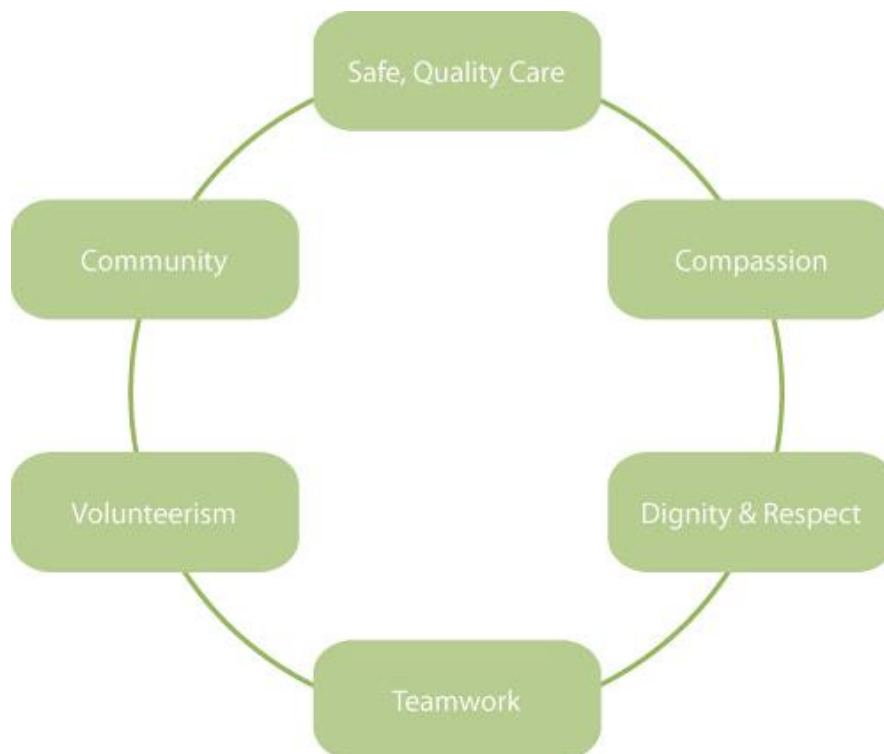 Safe, Quality Care
Compassion
Dignity & Respect
Teamwork
Volunteerism
Community